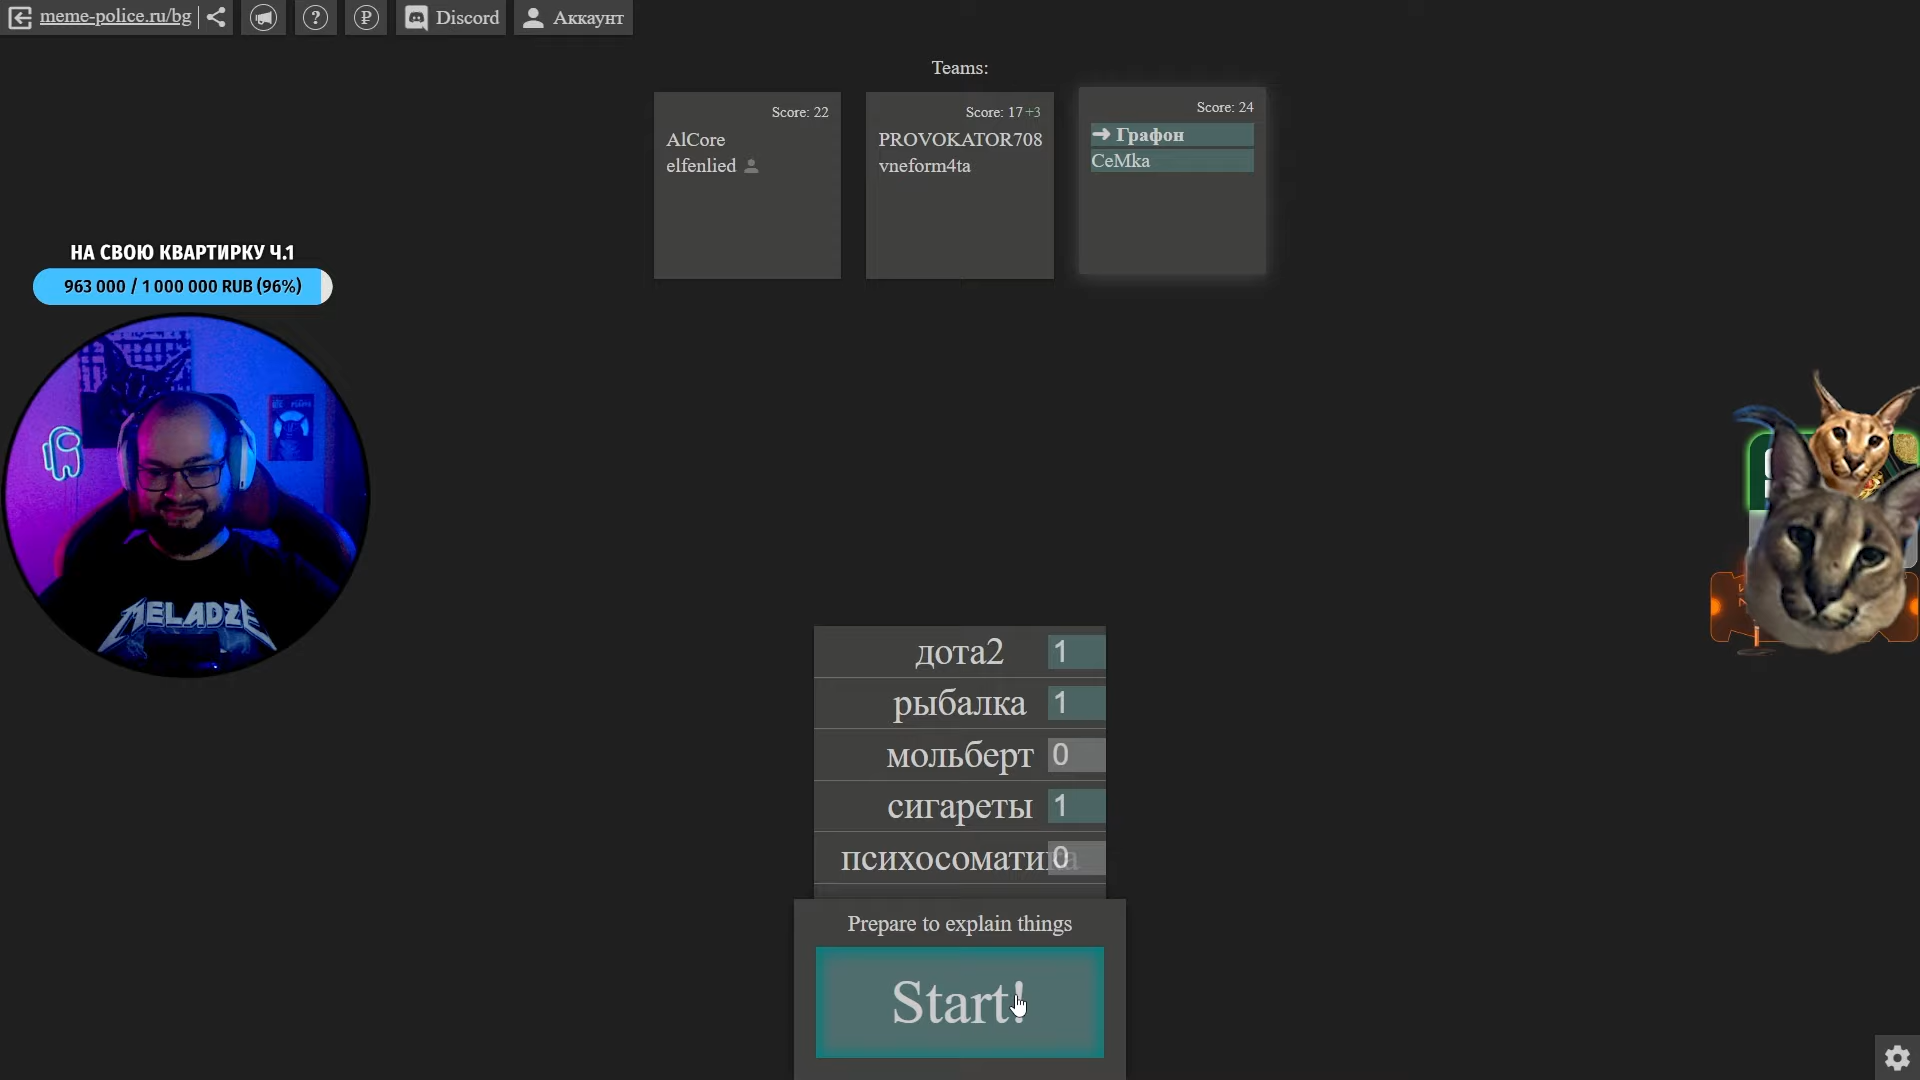 meme-police.ru/bg
?
₽
Discord
Аккаунт
Teams:
Score: 22
AlCore
elfenlied
Score: 17 +3
PROVOKATOR708
vneform4ta
Score: 24
➜ Графон
CeMka
НА СВОЮ КВАРТИРКУ Ч.1
963 000 / 1 000 000 RUB (96%)
MELADZE
дота2 1
рыбалка 1
мольберт 0
сигареты 1
психосоматика 0
Prepare to explain things
Start!